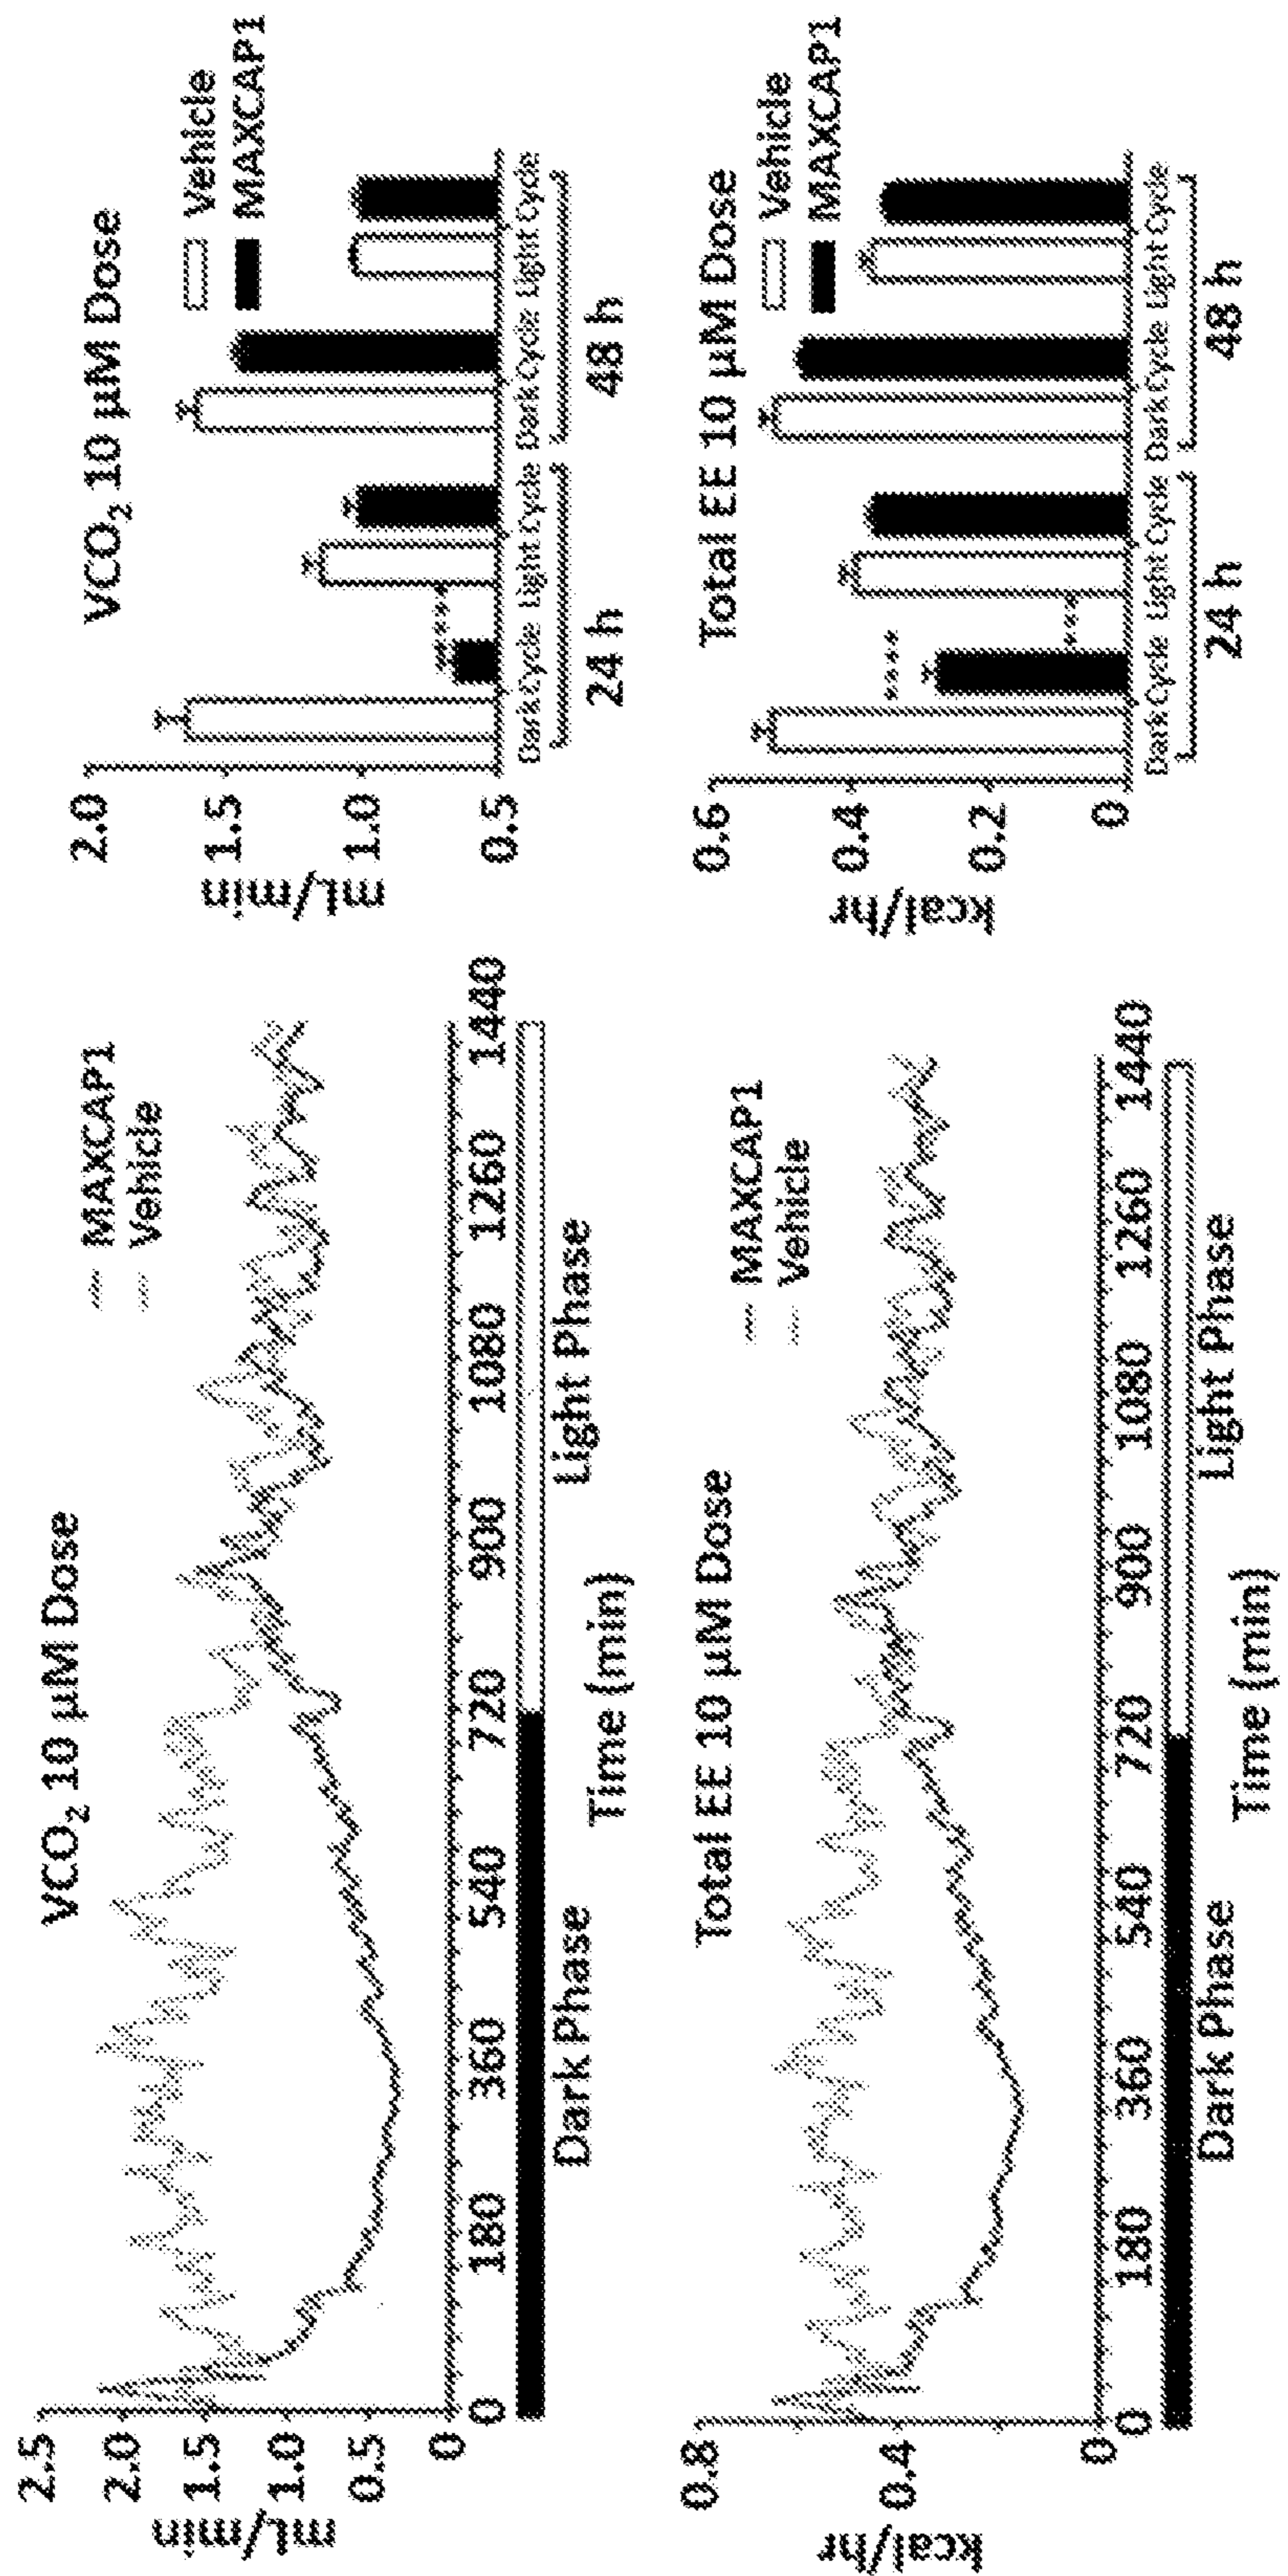 VCO₂ 10 µM Dose
MAXCAP1
Vehicle
mL/min
2.5
2.0
1.5
1.0
0.5
0
0 180 360 540 720 900 1080 1260 1440
Dark Phase Light Phase
Time (min)
VCO₂ 10 µM Dose
Vehicle
MAXCAP1
mL/min
2.0
1.5
1.0
0.5
****
Dark Cycle Light Cycle Dark Cycle Light Cycle
24 h 48 h
Total EE 10 µM Dose
MAXCAP1
Vehicle
kcal/hr
0.8
0.4
0
0 180 360 540 720 900 1080 1260 1440
Dark Phase Light Phase
Time (min)
Total EE 10 µM Dose
Vehicle
MAXCAP1
kcal/hr
0.6
0.4
0.2
0
****
****
Dark Cycle Light Cycle Dark Cycle Light Cycle
24 h 48 h